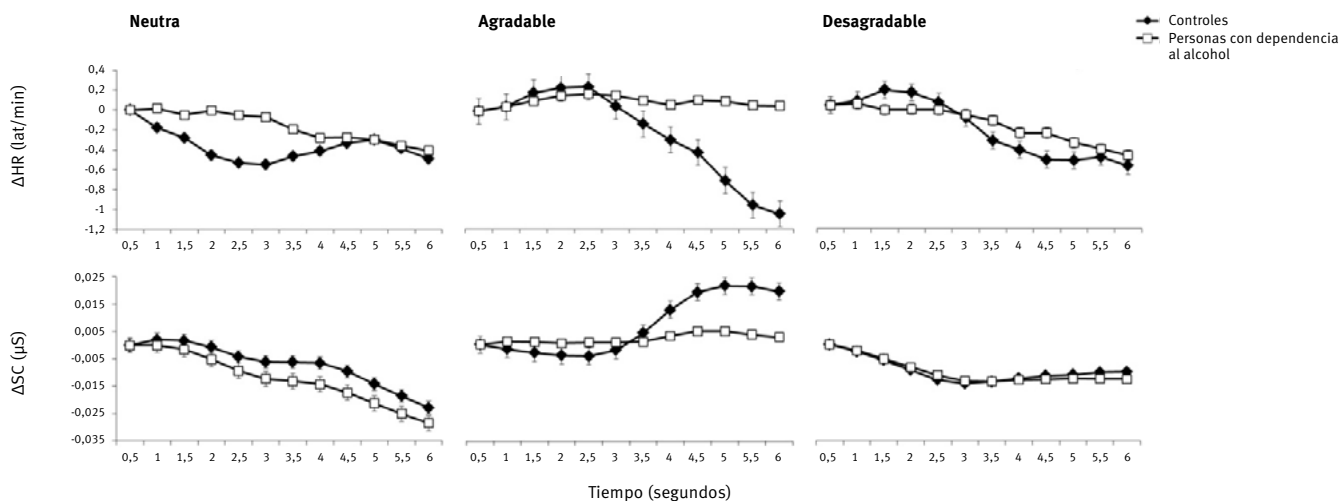 Neutra
Agradable
Desagradable
Controles
Personas con dependencia
al alcohol
ΔHR (lat/min)
0,4
0,2
0
-0,2
-0,4
-0,6
-0,8
-1
-1,2
0,5 1 1,5 2 2,5 3 3,5 4 4,5 5 5,5 6
0,5 1 1,5 2 2,5 3 3,5 4 4,5 5 5,5 6
0,5 1 1,5 2 2,5 3 3,5 4 4,5 5 5,5 6
ΔSC (µS)
0,025
0,015
0,005
-0,005
-0,015
-0,025
-0,035
0,5 1 1,5 2 2,5 3 3,5 4 4,5 5 5,5 6
0,5 1 1,5 2 2,5 3 3,5 4 4,5 5 5,5 6
0,5 1 1,5 2 2,5 3 3,5 4 4,5 5 5,5 6
Tiempo (segundos)